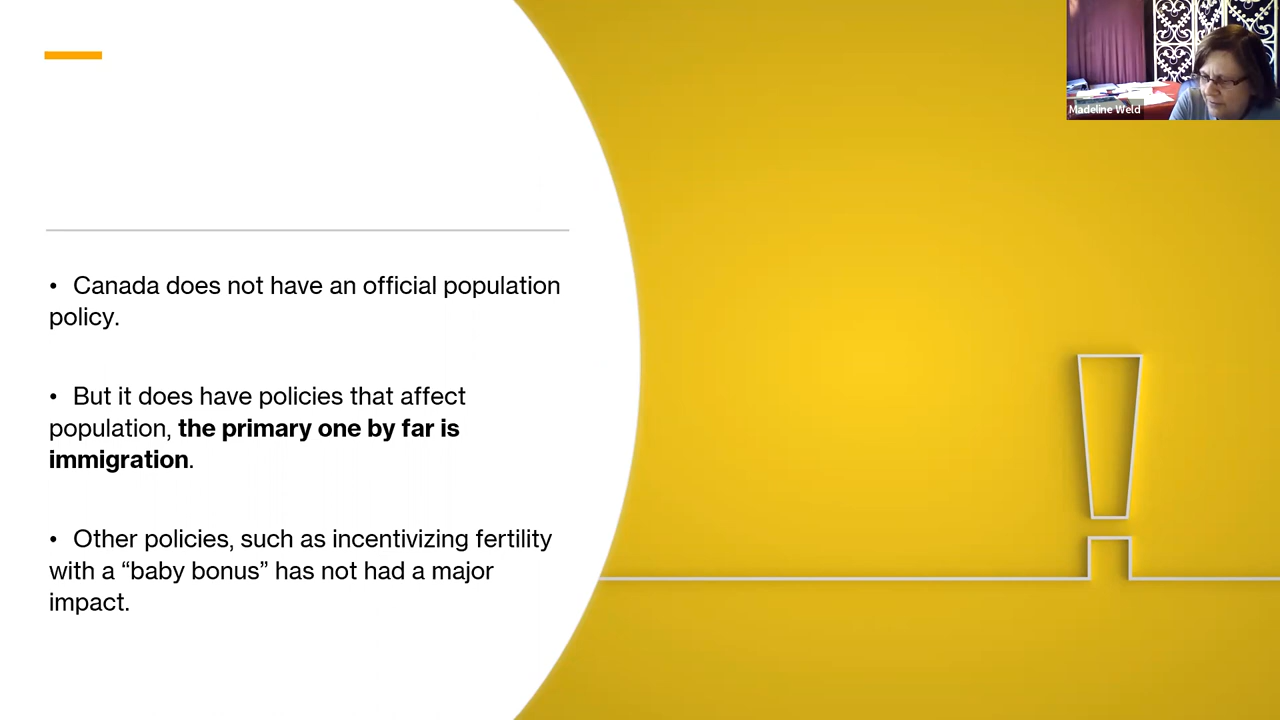 Madeline Weld
• Canada does not have an official population
policy.
• But it does have policies that affect
population, the primary one by far is
immigration.
• Other policies, such as incentivizing fertility
with a “baby bonus” has not had a major
impact.